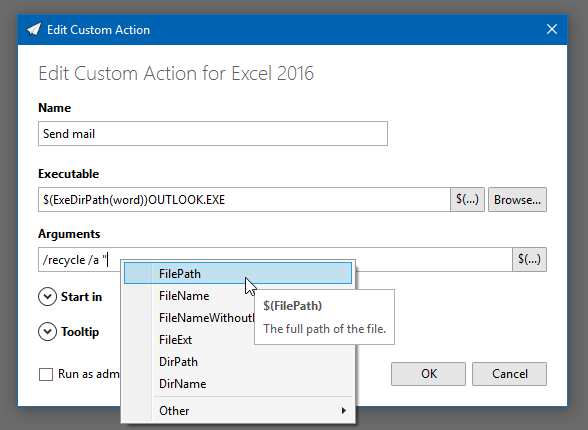 Edit Custom Action
Edit Custom Action for Excel 2016
Name
Send mail
Executable
$(ExeDirPath(word))OUTLOOK.EXE
$(...)
Browse...
Arguments
/recycle /a "
$(...)
FilePath
Start in
FileName
$(FilePath)
The full path of the file.
FileNameWithout
Tooltip
FileExt
DirPath
Run as adm
DirName
OK
Cancel
Other